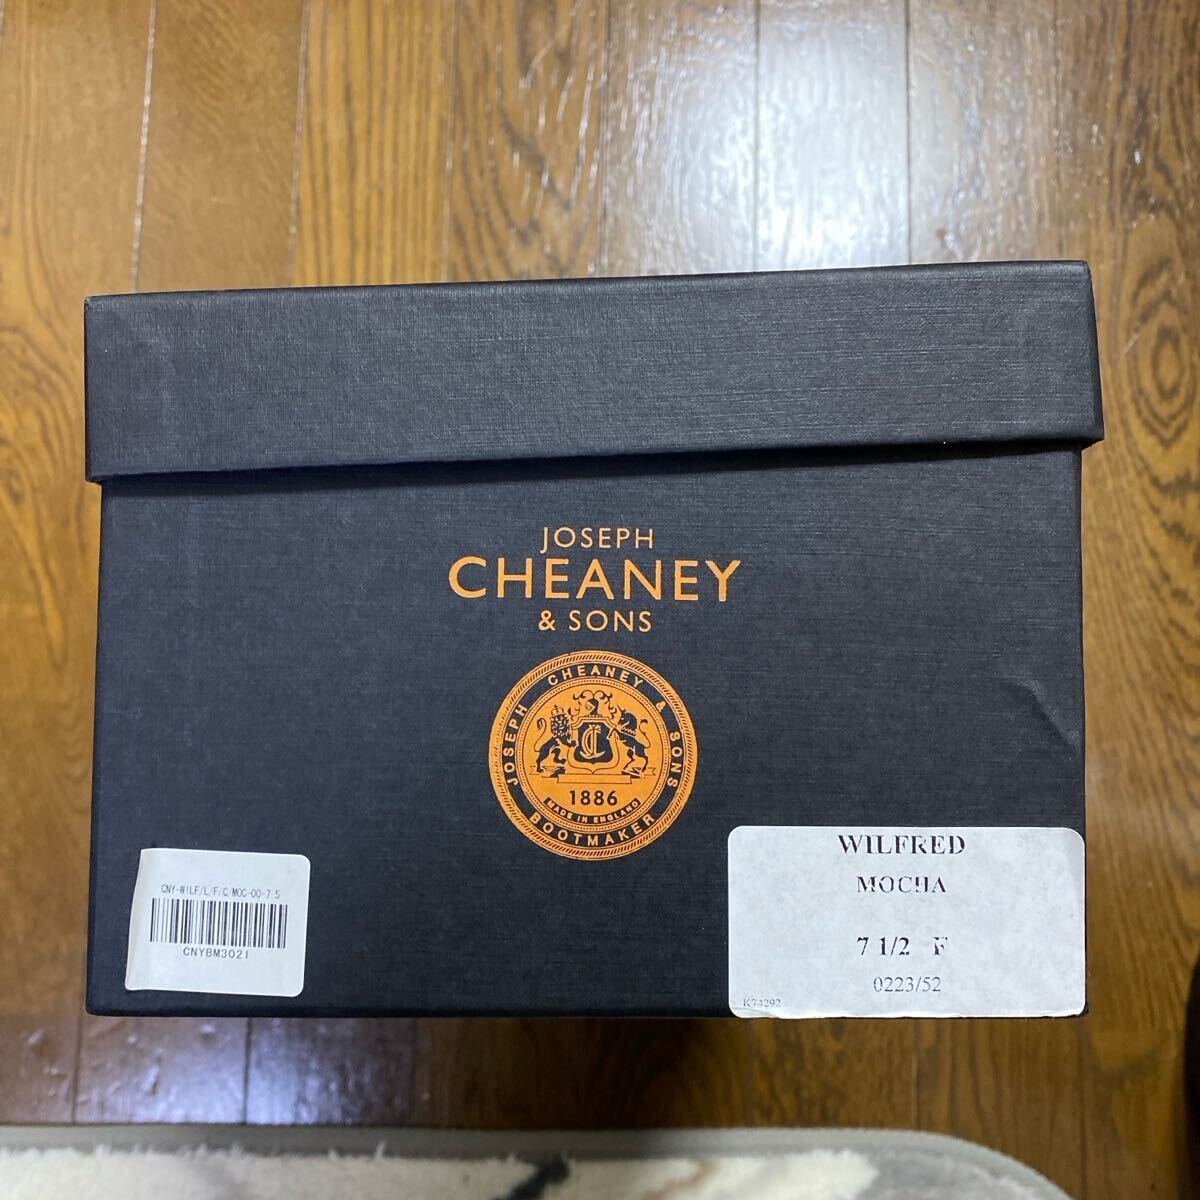 JOSEPH
CHEANEY
& SONS
JOSEPH CHEANEY & SONS
1886
MADE IN ENGLAND
BOOTMAKER
CNY-WILF/L/F/C/MOC-00-7.5
CNYBM3021
WILFRED
MOCHA
7 1/2 F
0223/52
K74292